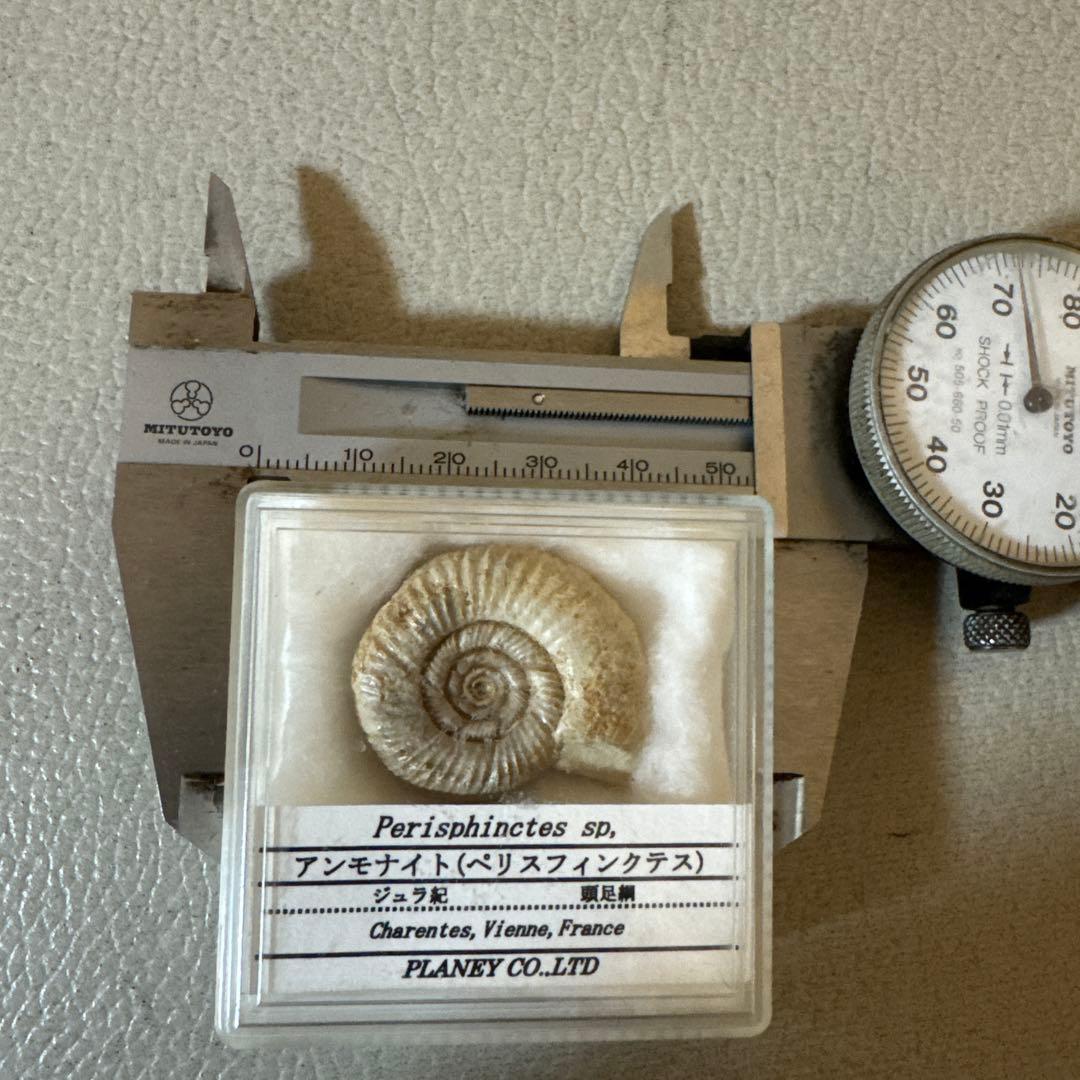 MITUTOYO
MADE IN JAPAN
0 10 20 30 40 50
80
70
60
50
40
30
20
0.01mm
SHOCK PROOF
MITUTOYO
Perisphinctes sp,
アンモナイト(ペリスフィンクテス)
ジュラ紀 頭足綱
Charentes,Vienne,France
PLANEY CO.,LTD